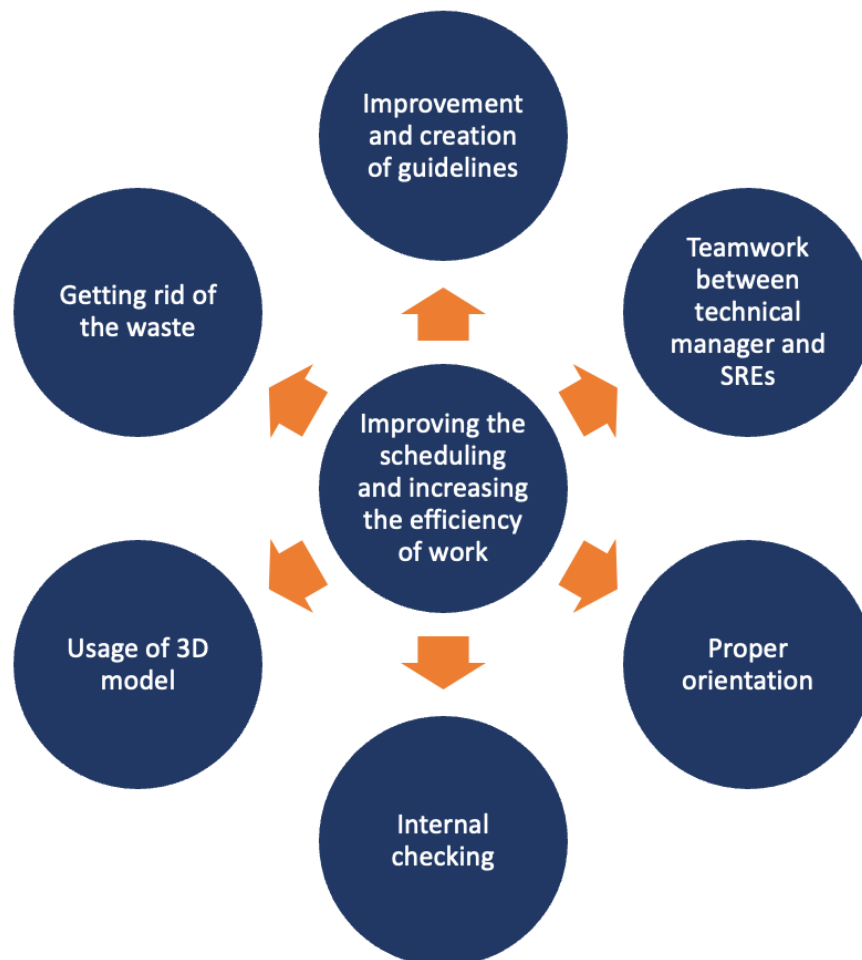 Improvement
and creation
of guidelines
Teamwork
between
technical
manager and
SREs
Getting rid of
the waste
Improving the
scheduling
and increasing
the efficiency
of work
Usage of 3D
model
Proper
orientation
Internal
checking